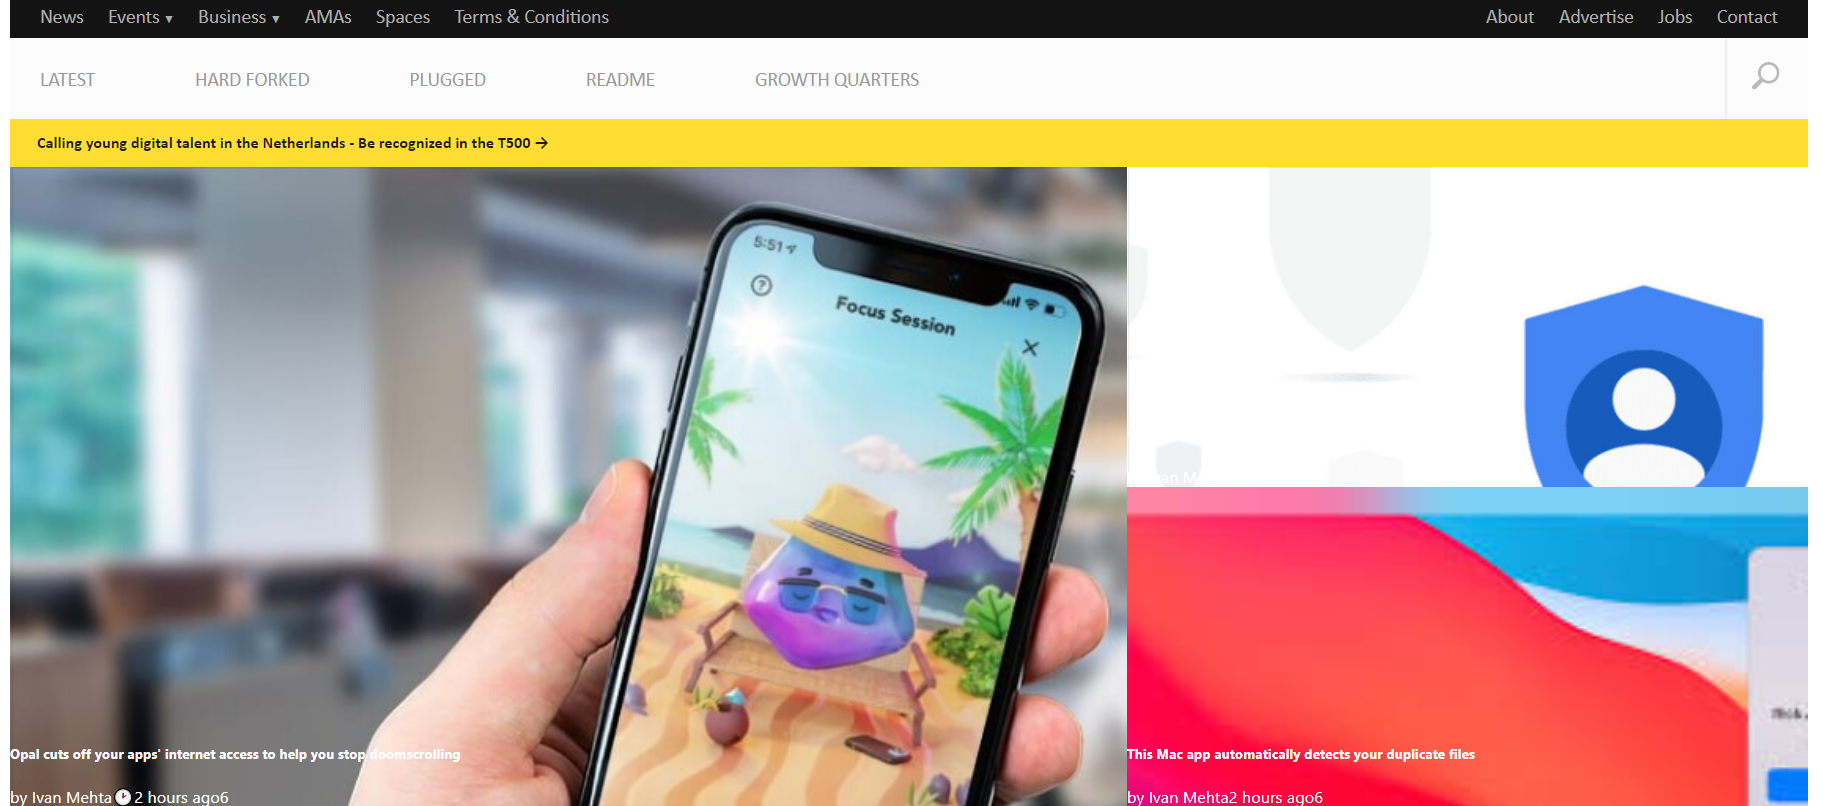 News Events ▼ Business ▼ AMAs Spaces Terms & Conditions About Advertise Jobs Contact
LATEST HARD FORKED PLUGGED README GROWTH QUARTERS
Calling young digital talent in the Netherlands - Be recognized in the T500 →
5:51
Focus Session
Opal cuts off your apps' internet access to help you stop doomscrolling
by Ivan Mehta 2 hours ago6
This Mac app automatically detects your duplicate files
by Ivan Mehta2 hours ago6